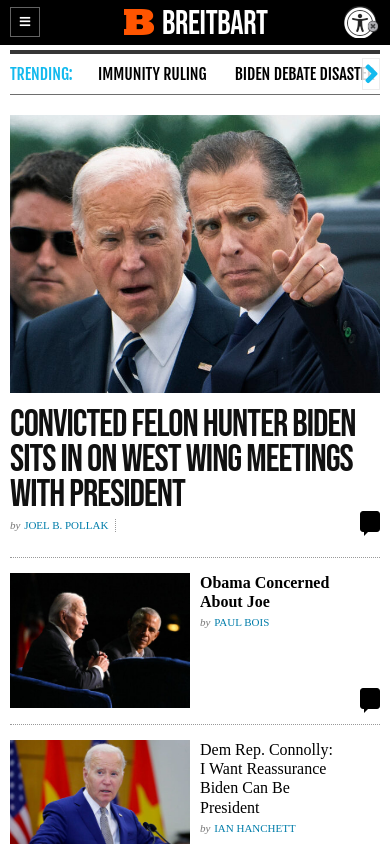 BREITBART
TRENDING:
IMMUNITY RULING
BIDEN DEBATE
CONVICTED FELON HUNTER BIDEN
SITS IN ON WEST WING MEETINGS
WITH PRESIDENT
by JOEL B. POLLAK
Obama Concerned
About Joe
by PAUL BOIS
Dem Rep. Connolly:
I Want Reassurance
Biden Can Be
President
by IAN HANCHETT